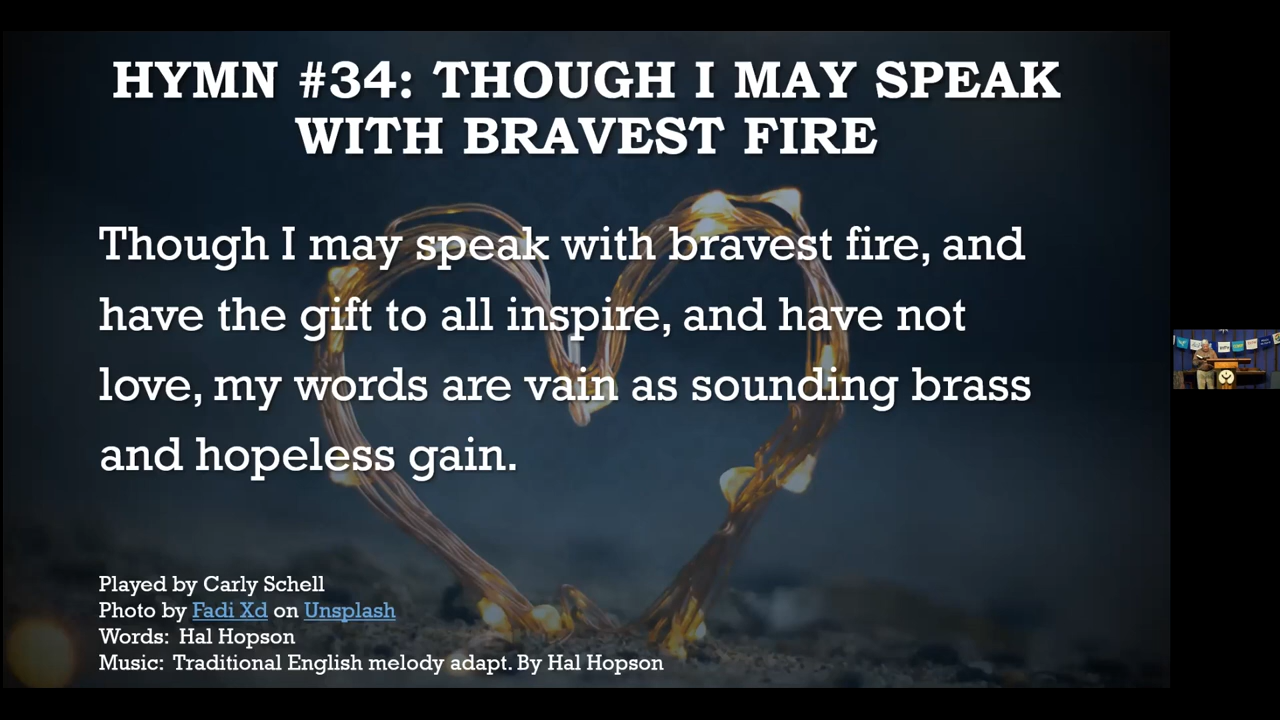 HYMN #34: THOUGH I MAY SPEAK
WITH BRAVEST FIRE
Though I may speak with bravest fire, and
have the gift to all inspire, and have not
love, my words are vain as sounding brass
and hopeless gain.
Played by Carly Schell
Photo by Fadi Xd on Unsplash
Words: Hal Hopson
Music: Traditional English melody adapt. By Hal Hopson